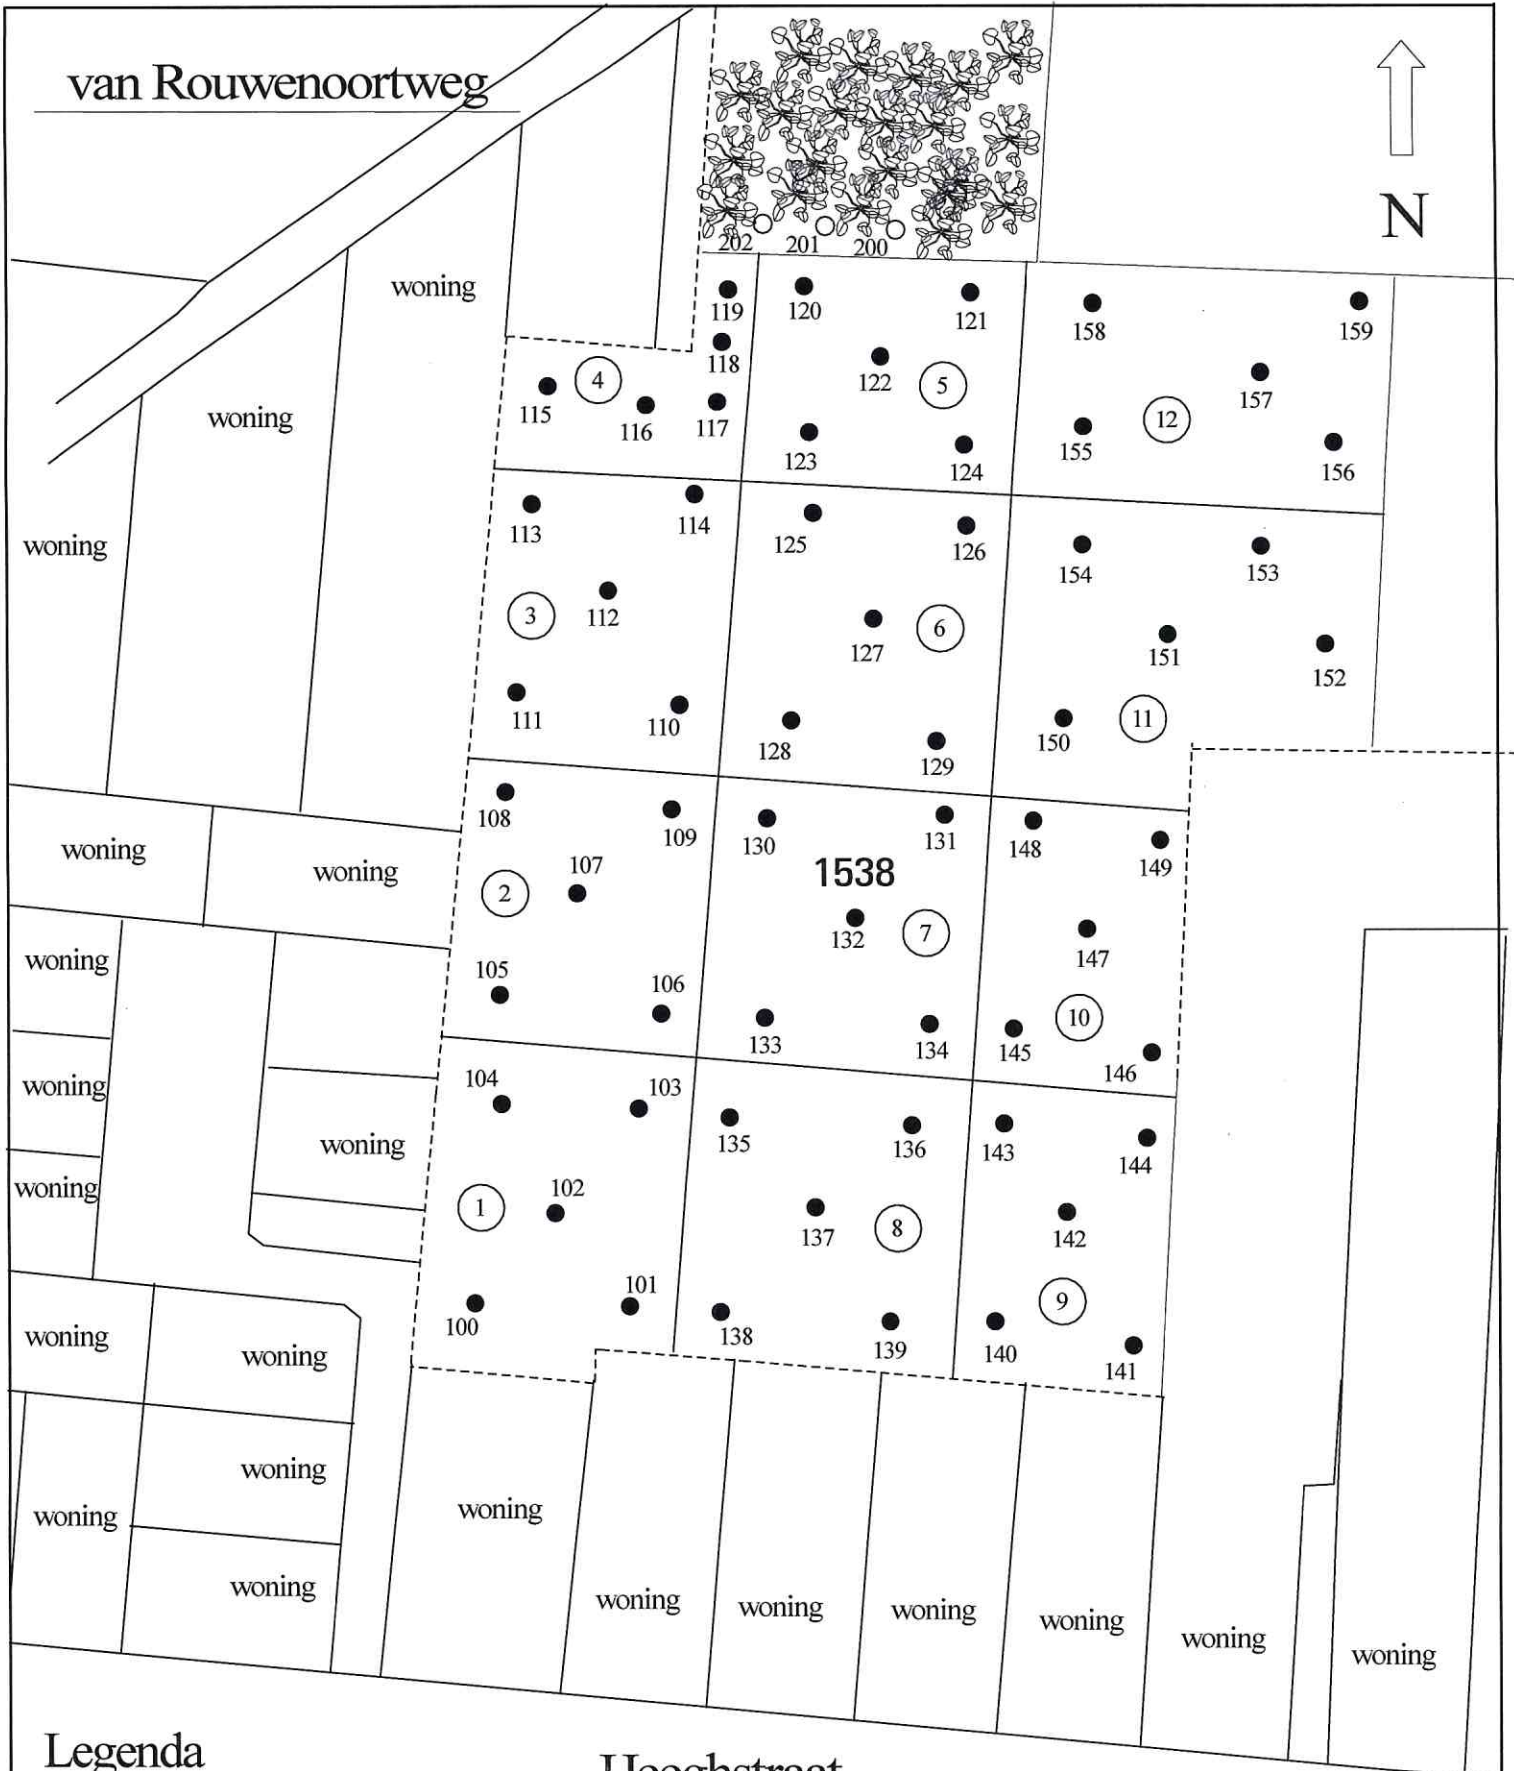 van Rouwenoortweg
N
202 201 200
woning
119 120 121 158 159
118
122 5
4 157
115 12
116 117
woning
123 124 155 156
113 114
125 126
woning
154 153
3 112
6
127 151
152
111 110
11
128 129 150
108
109
130 131 148
149
woning woning
107
1538
2
132 7
147
woning
105
106
10
133 134 145
146
woning
104 103
135 136 143
144
woning
woning
102
1
137 8 142
101
9
100
138 139 140
141
woning
woning
woning
woning
woning
woning
woning
woning
woning
woning
woning
woning
Legenda
Hooghstraat